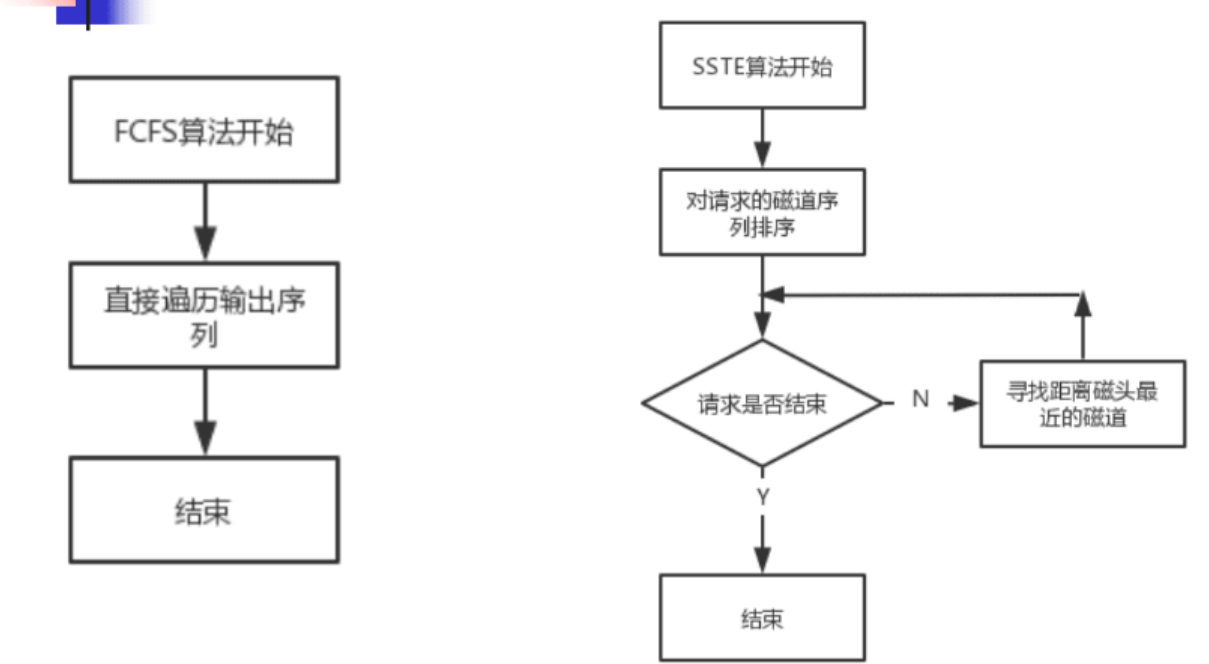 FCFS算法开始
直接遍历输出序
列
结束
SSTE算法开始
对请求的磁道序
列排序
请求是否结束
N
寻找距离磁头最
近的磁道
Y
结束